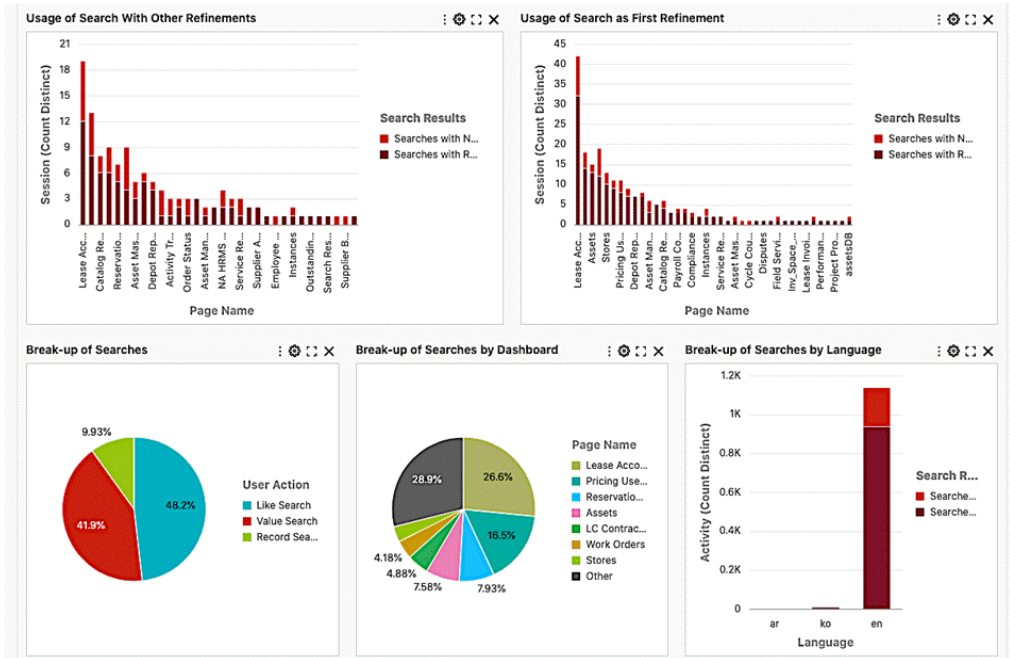 Usage of Search With Other Refinements
Session (Count Distinct)
21
18
15
12
9
6
3
0
Lease Acc...
Catalog Re...
Reservatio...
Asset Mas...
Depot Rep...
Activity Tr...
Order Status
Asset Man...
NA HRMS ...
Service Re...
Supplier A...
Employee ...
Instances
Outstandin...
Search Res...
Supplier B...
Page Name
Search Results
Searches with N...
Searches with R...
Usage of Search as First Refinement
Session (Count Distinct)
45
40
35
30
25
20
15
10
5
0
Lease Acc...
Assets
Stores
Pricing Us...
Depot Rep...
Asset Man...
Catalog Re...
Payroll Co...
Compliance
Instances
Service Re...
Asset Mas...
Cycle Cou...
Disputes
Field Servi...
Inv_Space_...
Lease Invoi...
Performan...
Project Pro...
assetsDB
Page Name
Search Results
Searches with N...
Searches with R...
Break-up of Searches
9.93%
48.2%
41.9%
User Action
Like Search
Value Search
Record Sea...
Break-up of Searches by Dashboard
28.9%
26.6%
16.5%
4.18%
4.88%
7.58%
7.93%
Page Name
Lease Acco...
Pricing Use...
Reservatio...
Assets
LC Contrac...
Work Orders
Stores
Other
Break-up of Searches by Language
Activity (Count Distinct)
1.2K
1K
0.8K
0.6K
0.4K
0.2K
0
ar
ko
en
Language
Search R...
Searche...
Searche...